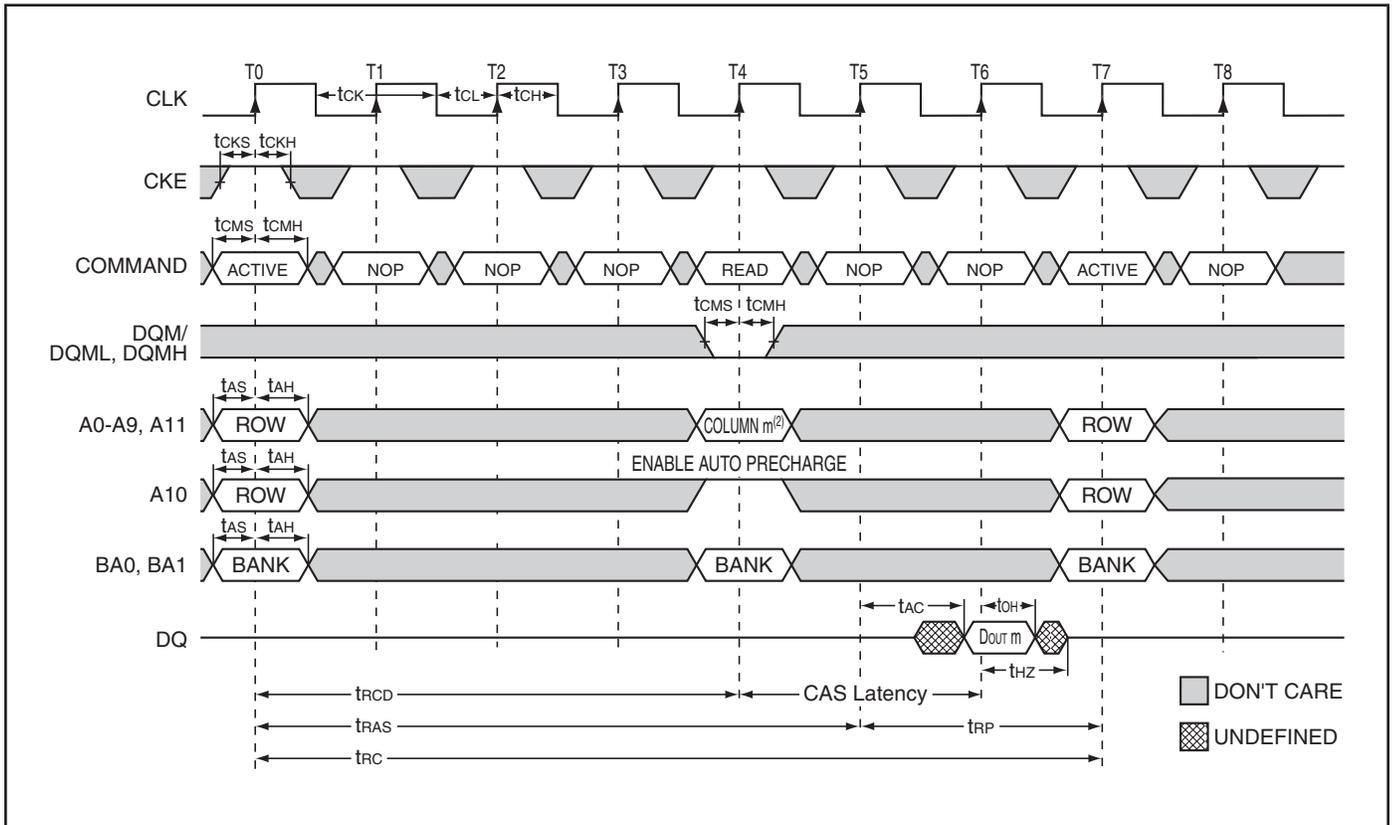 T0 T1 T2 T3 T4 T5 T6 T7 T8
CLK tCK tCL tCH
tCKS tCKH
CKE
tCMS tCMH
COMMAND ACTIVE NOP NOP NOP READ NOP NOP ACTIVE NOP
tCMS tCMH
DQM/
DQML, DQMH
tAS tAH
A0-A9, A11 ROW COLUMN m(2) ROW
tAS tAH ENABLE AUTO PRECHARGE
A10 ROW ROW
tAS tAH
BA0, BA1 BANK BANK BANK
tAC tOH
DQ DOUT m
tHZ
tRCD CAS Latency
DON'T CARE
tRAS tRP
UNDEFINED
tRC